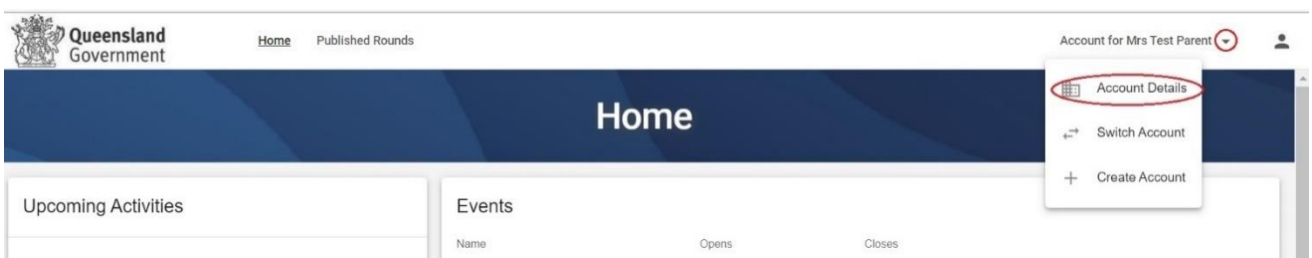 Queensland
Government
Home Published Rounds
Account for Mrs Test Parent
Account Details
Switch Account
Create Account
Home
Upcoming Activities
Events
Name Opens Closes